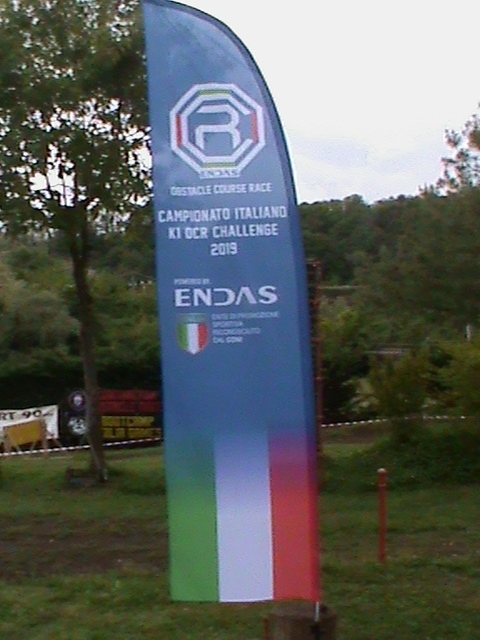 ENDAS
OBSTACLE COURSE RACE
CAMPIONATO ITALIANO
K1 OCR CHALLENGE
2019
POWERED BY
ENDAS
ENTE DI PROMOZIONE
SPORTIVA
RICONOSCIUTO
DAL CONI
RT 90
BOOTCAMP